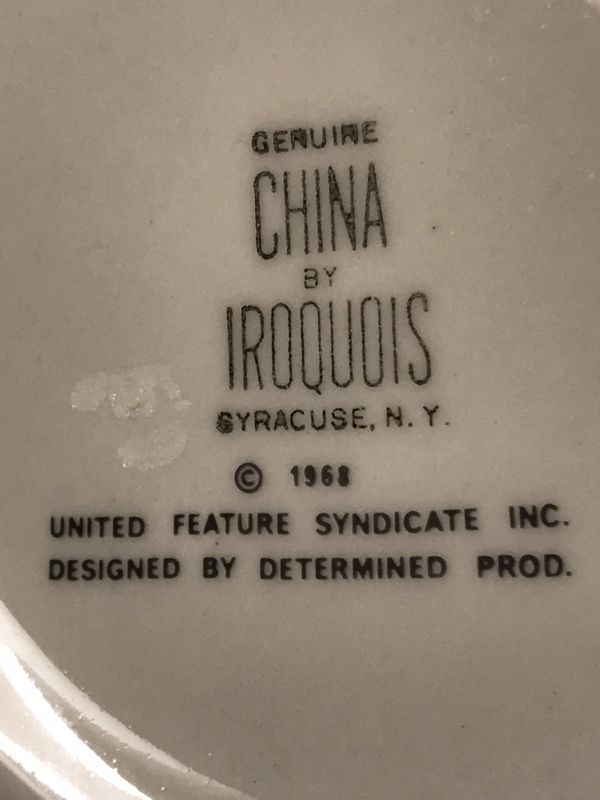 GENUINE
CHINA
BY
IROQUOIS
SYRACUSE, N. Y.
© 1968
UNITED FEATURE SYNDICATE INC.
DESIGNED BY DETERMINED PROD.